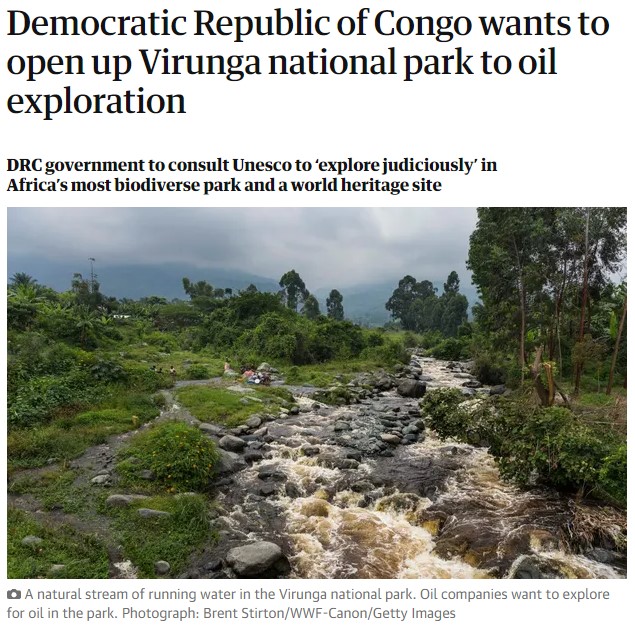 Democratic Republic of Congo wants to
open up Virunga national park to oil
exploration
DRC government to consult Unesco to ‘explore judiciously’ in
Africa’s most biodiverse park and a world heritage site
A natural stream of running water in the Virunga national park. Oil companies want to explore
for oil in the park. Photograph: Brent Stirton/WWF-Canon/Getty Images